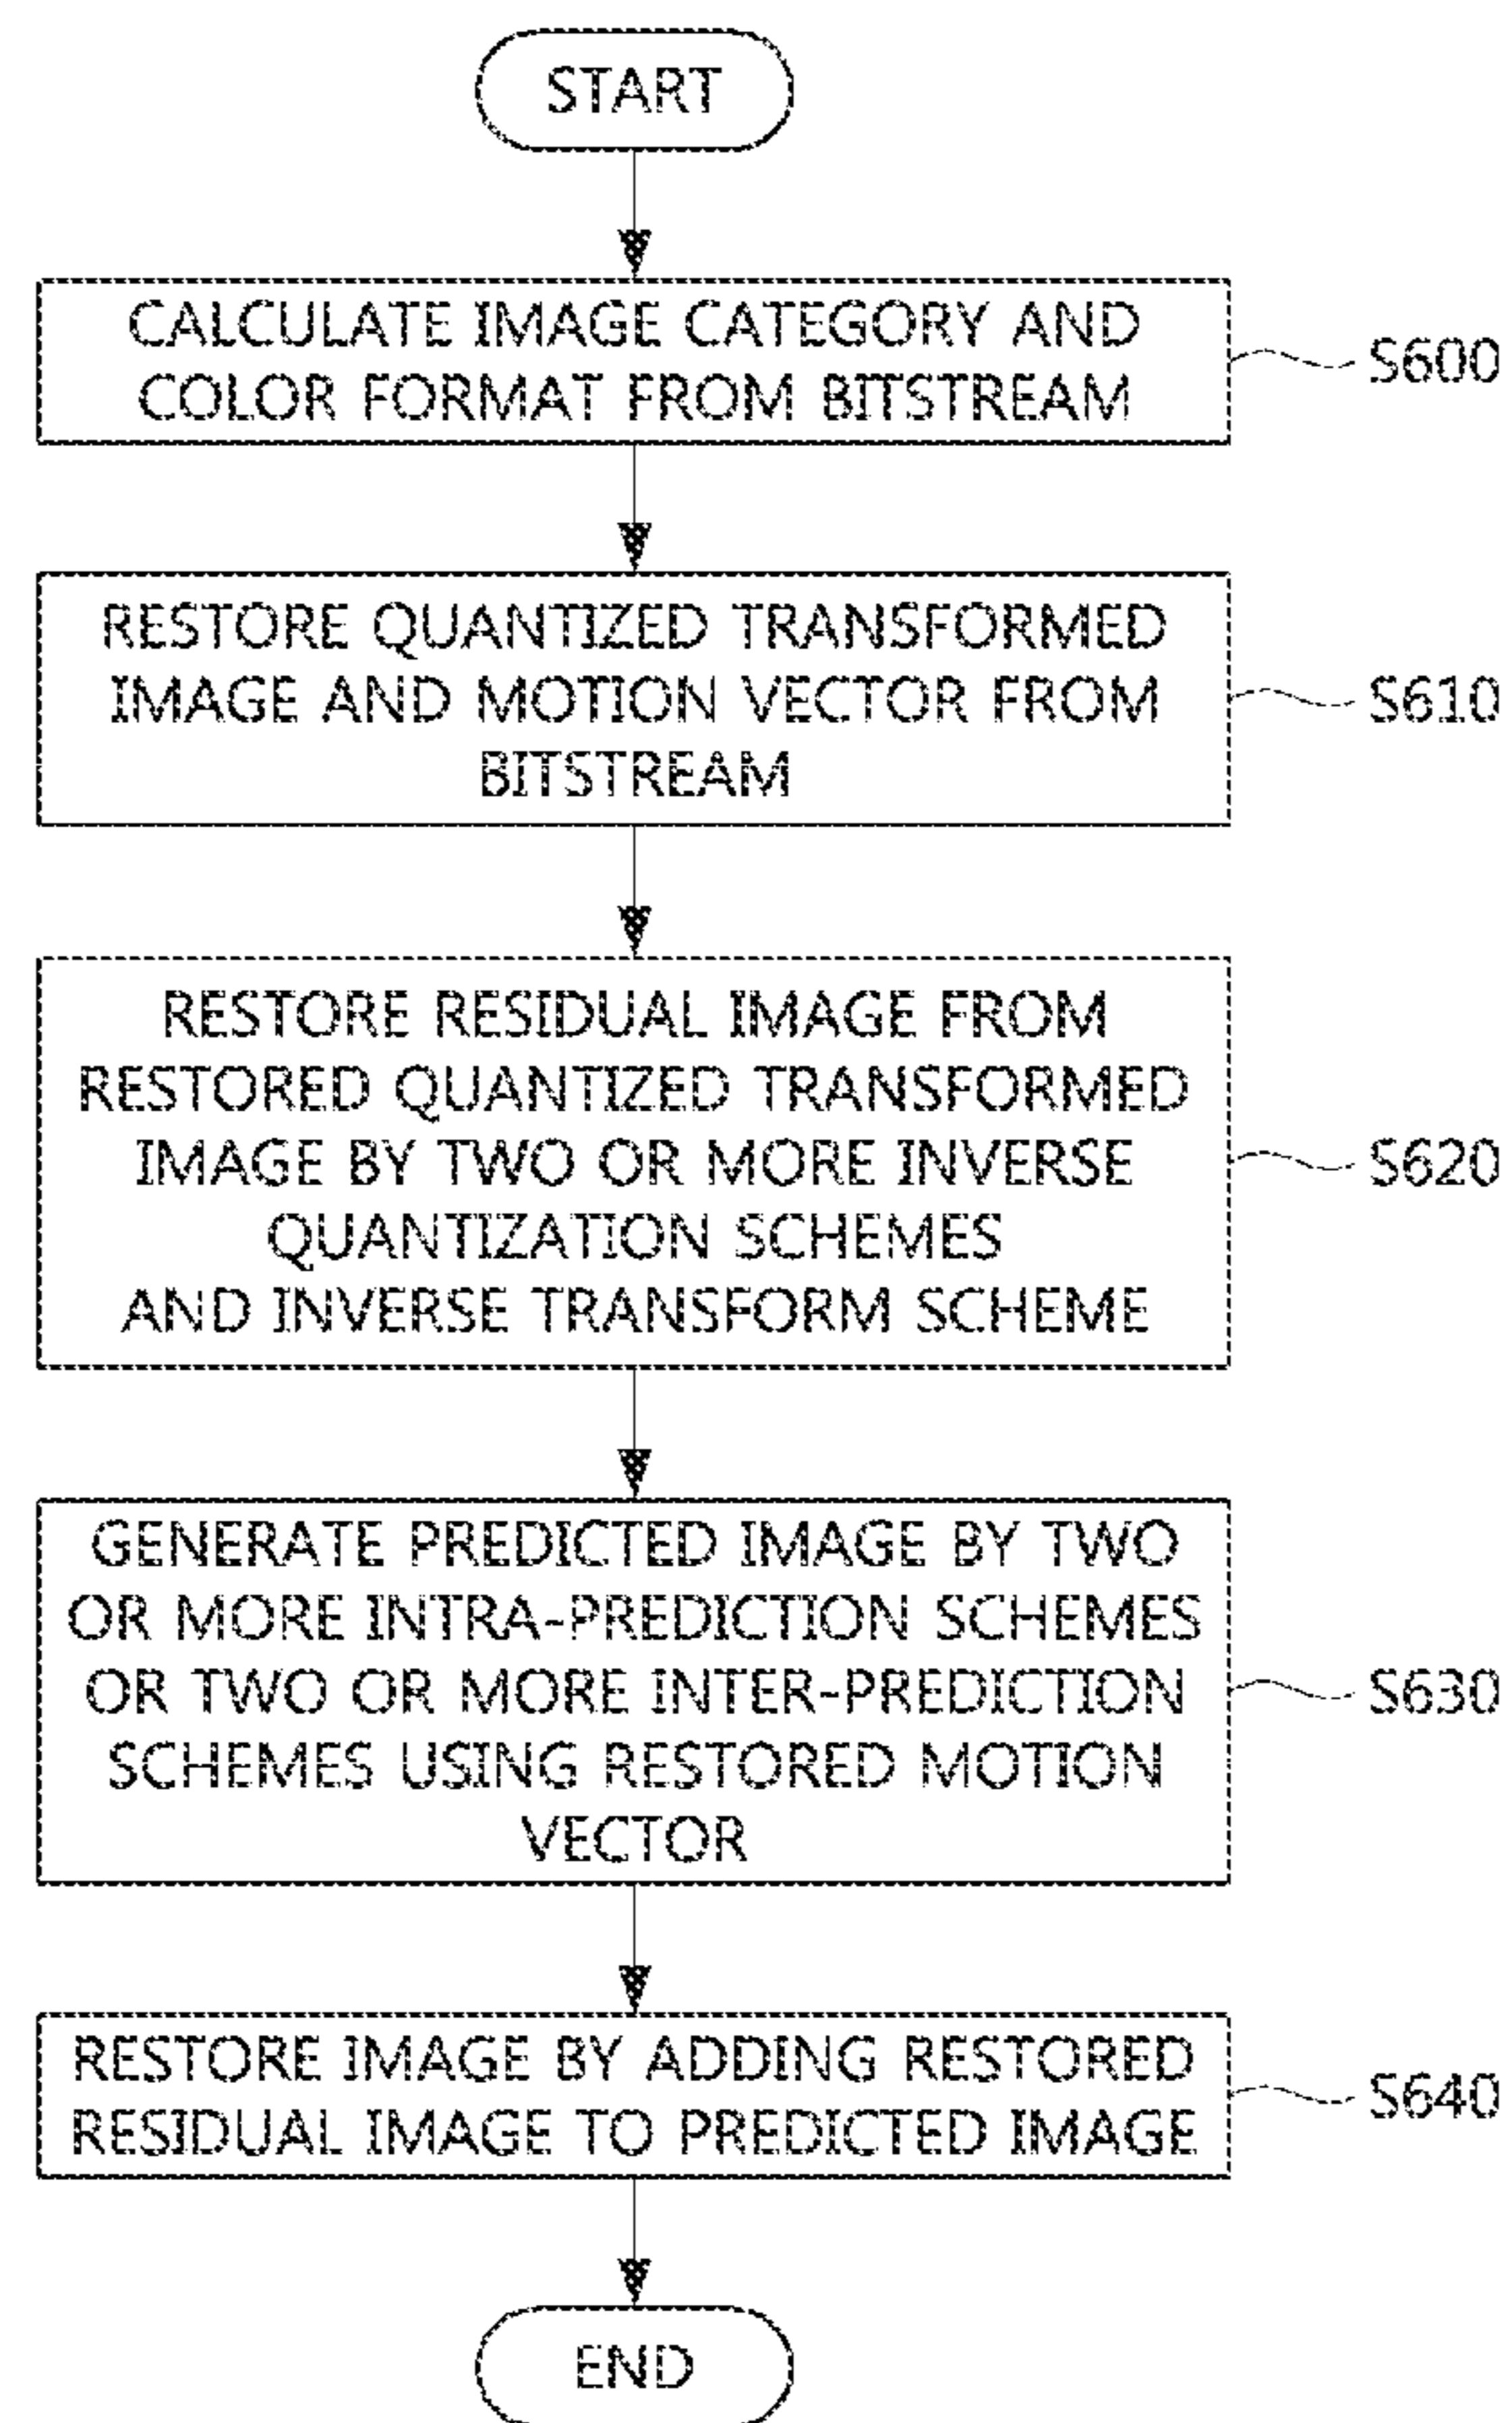 START
CALCULATE IMAGE CATEGORY AND
COLOR FORMAT FROM BITSTREAM
S600
RESTORE QUANTIZED TRANSFORMED
IMAGE AND MOTION VECTOR FROM
BITSTREAM
S610
RESTORE RESIDUAL IMAGE FROM
RESTORED QUANTIZED TRANSFORMED
IMAGE BY TWO OR MORE INVERSE
QUANTIZATION SCHEMES
AND INVERSE TRANSFORM SCHEME
S620
GENERATE PREDICTED IMAGE BY TWO
OR MORE INTRA-PREDICTION SCHEMES
OR TWO OR MORE INTER-PREDICTION
SCHEMES USING RESTORED MOTION
VECTOR
S630
RESTORE IMAGE BY ADDING RESTORED
RESIDUAL IMAGE TO PREDICTED IMAGE
S640
END